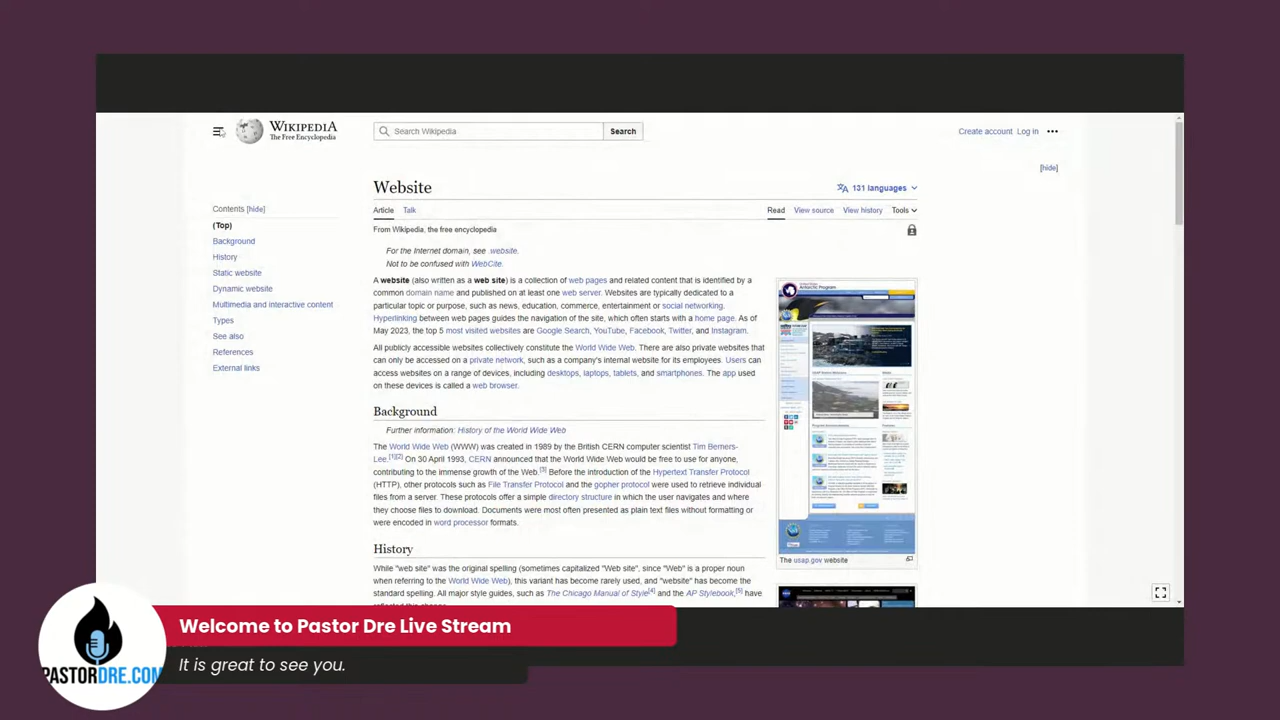 WIKIPEDIA
The Free Encyclopedia
Search Wikipedia
Search
Create account Log in
[hide]
Website
131 languages
Article Talk
Read View source View history Tools
From Wikipedia, the free encyclopedia
For the Internet domain, see .website.
Not to be confused with WebCite.
Contents [hide]
(Top)
Background
History
Static website
Dynamic website
Multimedia and interactive content
Types
See also
References
External links
A website (also written as a web site) is a collection of web pages and related content that is identified by a
common domain name and published on at least one web server. Websites are typically dedicated to a
particular topic or purpose, such as news, education, commerce, entertainment or social networking.
Hyperlinking between web pages guides the navigation of the site, which often starts with a home page. As of
May 2023, the top 5 most visited websites are Google Search, YouTube, Facebook, Twitter, and Instagram.
All publicly accessible websites collectively constitute the World Wide Web. There are also private websites that
can only be accessed on a private network, such as a company's internal website for its employees. Users can
access websites on a range of devices, including desktops, laptops, tablets, and smartphones. The app used
on these devices is called a web browser.
Background
Further information: History of the World Wide Web
The World Wide Web (WWW) was created in 1989 by the British CERN computer scientist Tim Berners-
Lee.[1][2] On 30 April 1993, CERN announced that the World Wide Web would be free to use for anyone,
contributing to the immense growth of the Web.[3] Before the introduction of the Hypertext Transfer Protocol
(HTTP), other protocols such as File Transfer Protocol and the gopher protocol were used to retrieve individual
files from a server. These protocols offer a simple directory structure in which the user navigates and where
they choose files to download. Documents were most often presented as plain text files without formatting or
were encoded in word processor formats.
History
While "web site" was the original spelling (sometimes capitalized "Web site", since "Web" is a proper noun
when referring to the World Wide Web), this variant has become rarely used, and "website" has become the
standard spelling. All major style guides, such as The Chicago Manual of Style[4] and the AP Stylebook,[5] have
United States
Antarctic Program
The usap.gov website
Welcome to Pastor Dre Live Stream
It is great to see you.
PASTORDRE.COM